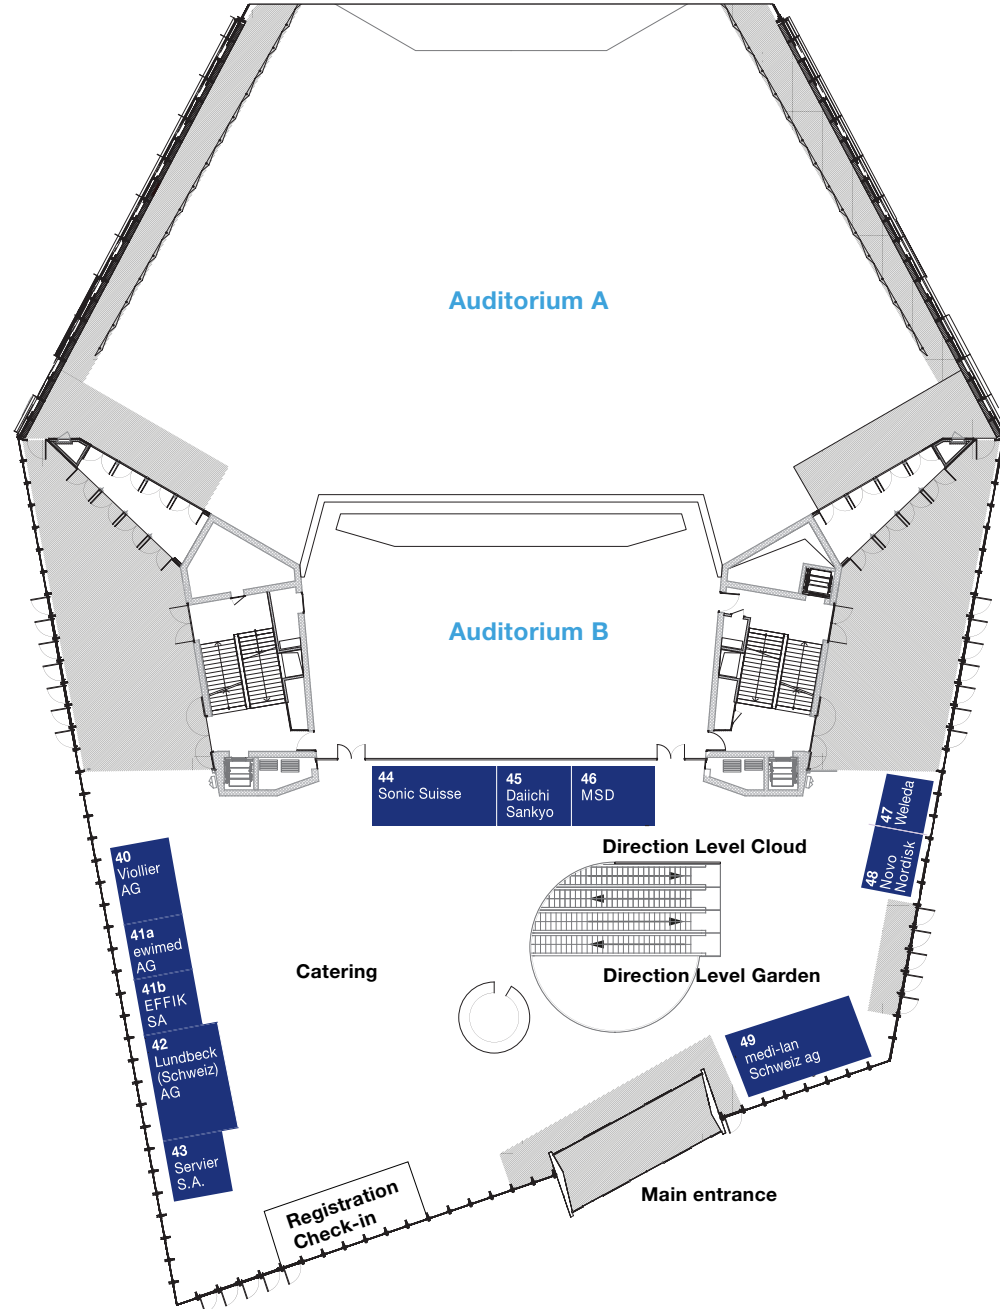 Auditorium A
Auditorium B
44
Sonic Suisse
45
Daiichi
Sankyo
46
MSD
47
Weleda
48
Novo
Nordisk
Direction Level Cloud
40
Viollier
AG
41a
ewimed
AG
41b
EFFIK
SA
42
Lundbeck
(Schweiz)
AG
43
Servier
S.A.
Catering
Direction Level Garden
49
medi-lan
Schweiz ag
Main entrance
Registration
Check-in